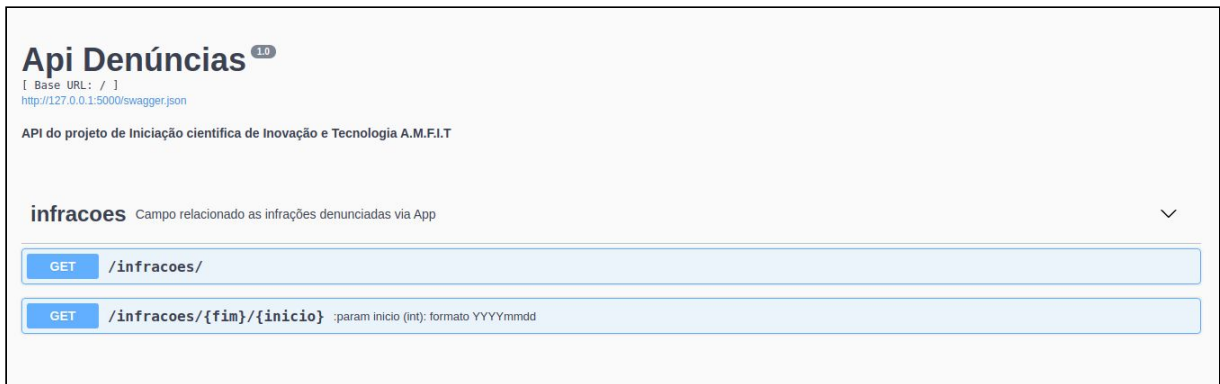 Api Denúncias 1.0
[ Base URL: / ]
http://127.0.0.1:5000/swagger.json
API do projeto de Iniciação cientifica de Inovação e Tecnologia A.M.F.I.T
infracoes Campo relacionado as infrações denunciadas via App
GET /infracoes/
GET /infracoes/{fim}/{inicio} :param inicio (int): formato YYYYmmdd